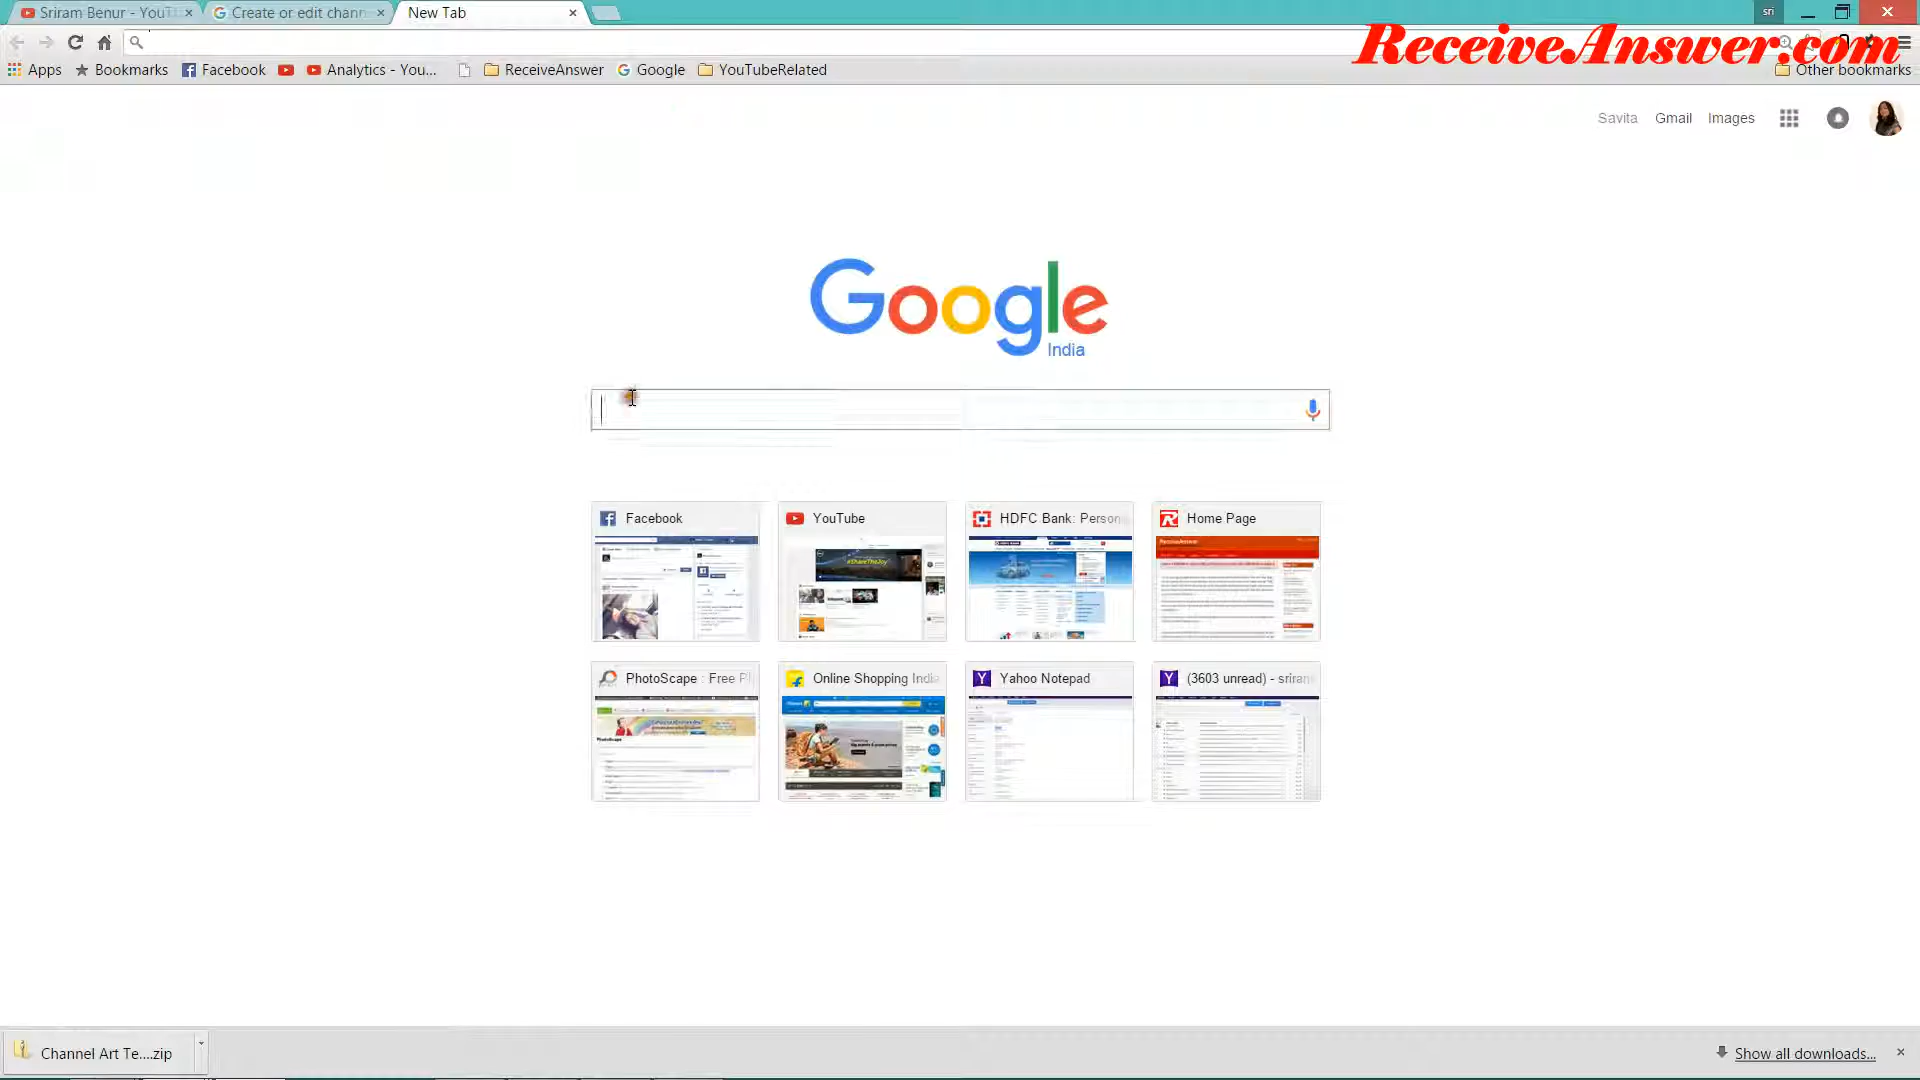 Sriram Benur - YouTu
Create or edit chann
New Tab
sri
ReceiveAnswer.com
Apps
Bookmarks
Facebook
Analytics - You...
ReceiveAnswer
Google
YouTubeRelated
Other bookmarks
Savita
Gmail
Images
Google
India
Facebook
YouTube
HDFC Bank: Person
Home Page
PhotoScape : Free P
Online Shopping India
Yahoo Notepad
(3603 unread) - sriram
Channel Art Te....zip
Show all downloads...